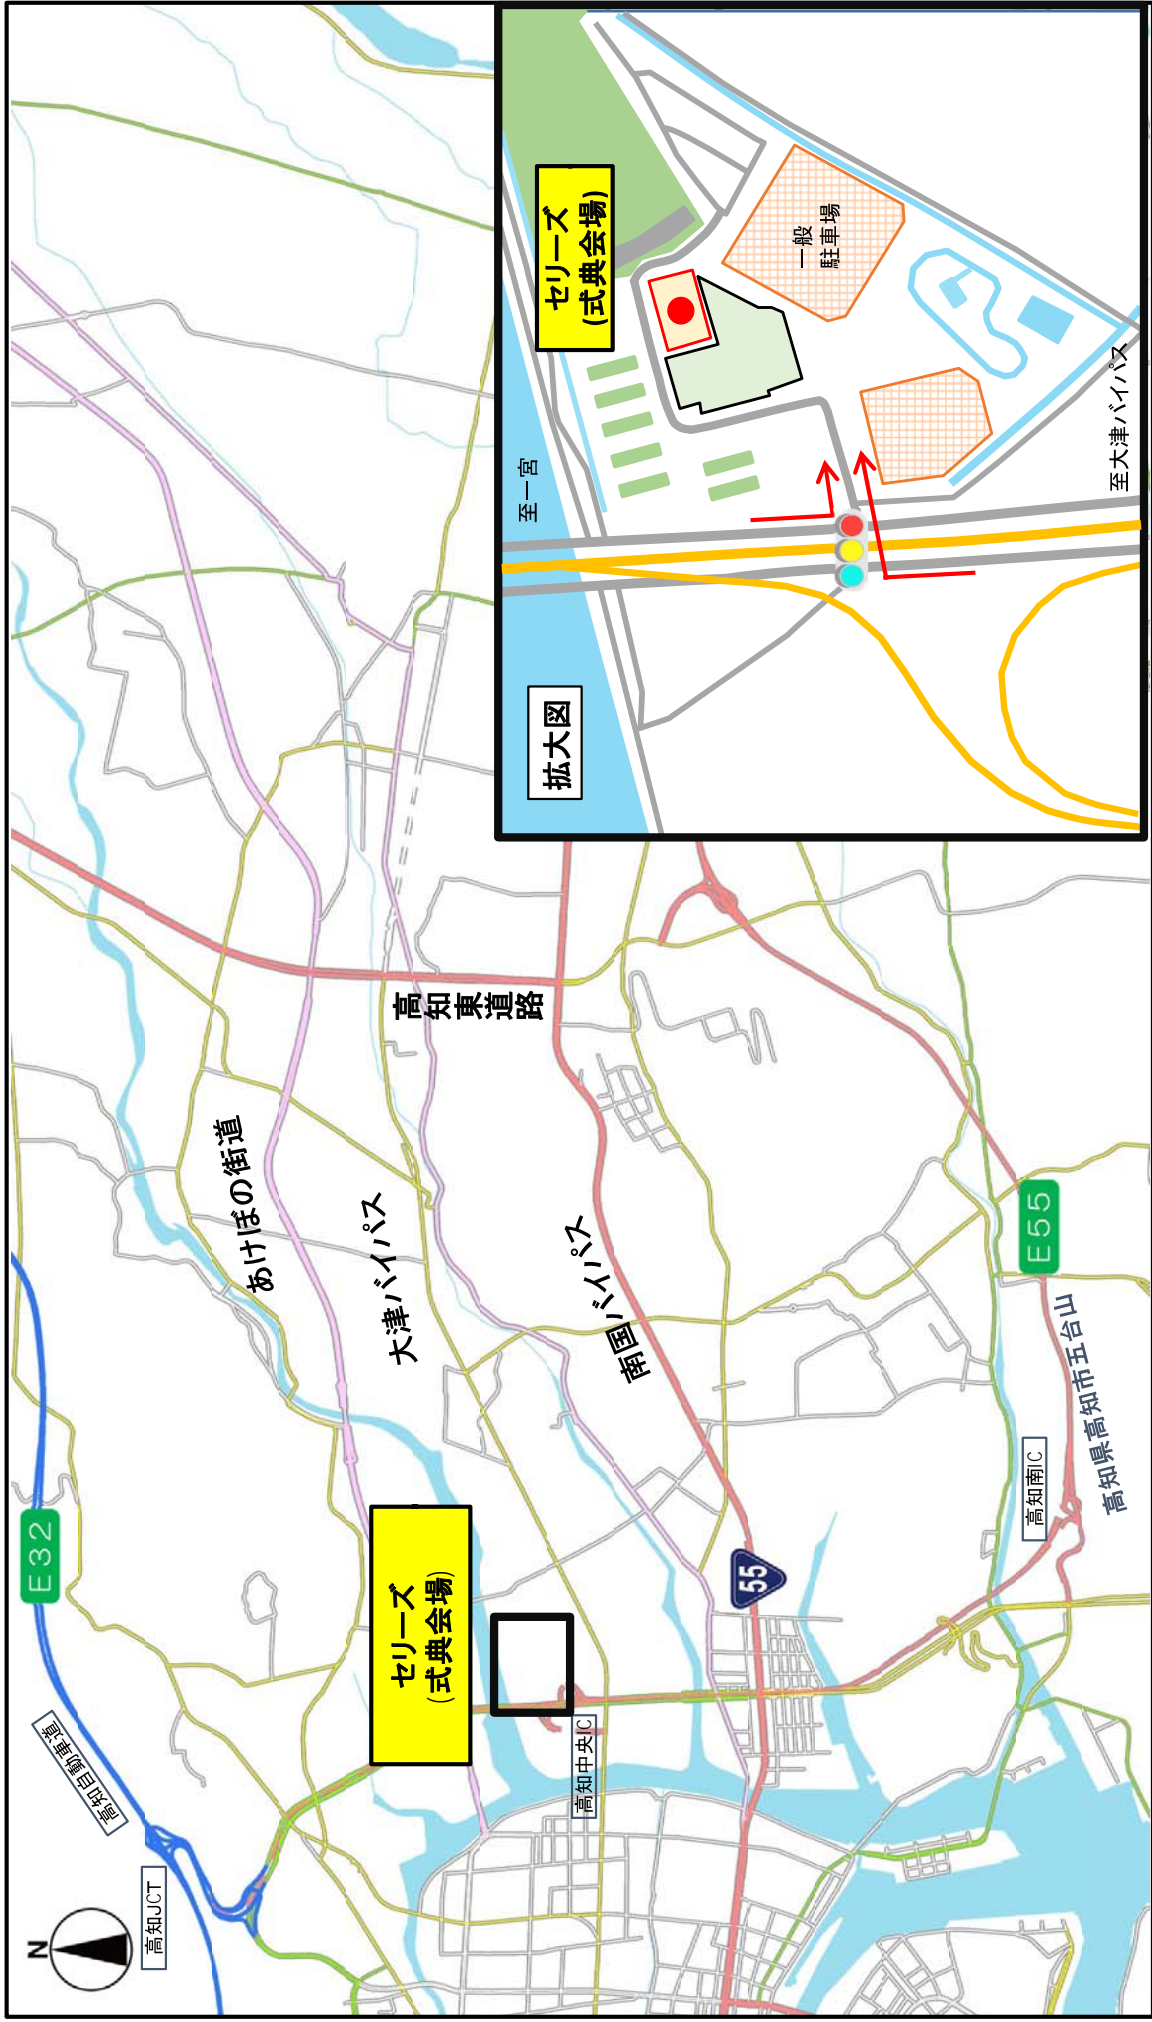 N
高知JCT
高知自動車道
E32
あけぼの街道
大津バイパス
高知東道路
南国バイパス
セリーズ
(式典会場)
高知中央IC
55
高知南IC
E55
高知県高知市五台山
拡大図
至一宮
セリーズ
(式典会場)
一般
駐車場
至大津バイパス